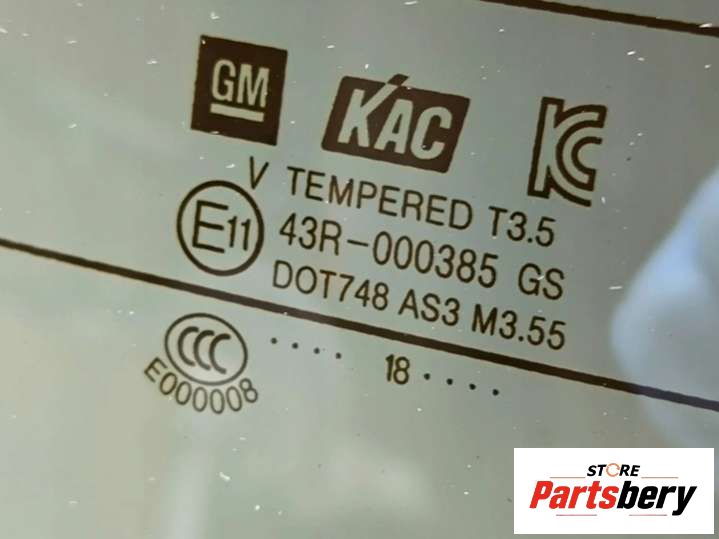 GM
KAC
KC
V TEMPERED T3.5
E11 43R-000385 GS
DOT748 AS3 M3.55
CCC
E000008
.... 18 ....
STORE
Partsbery